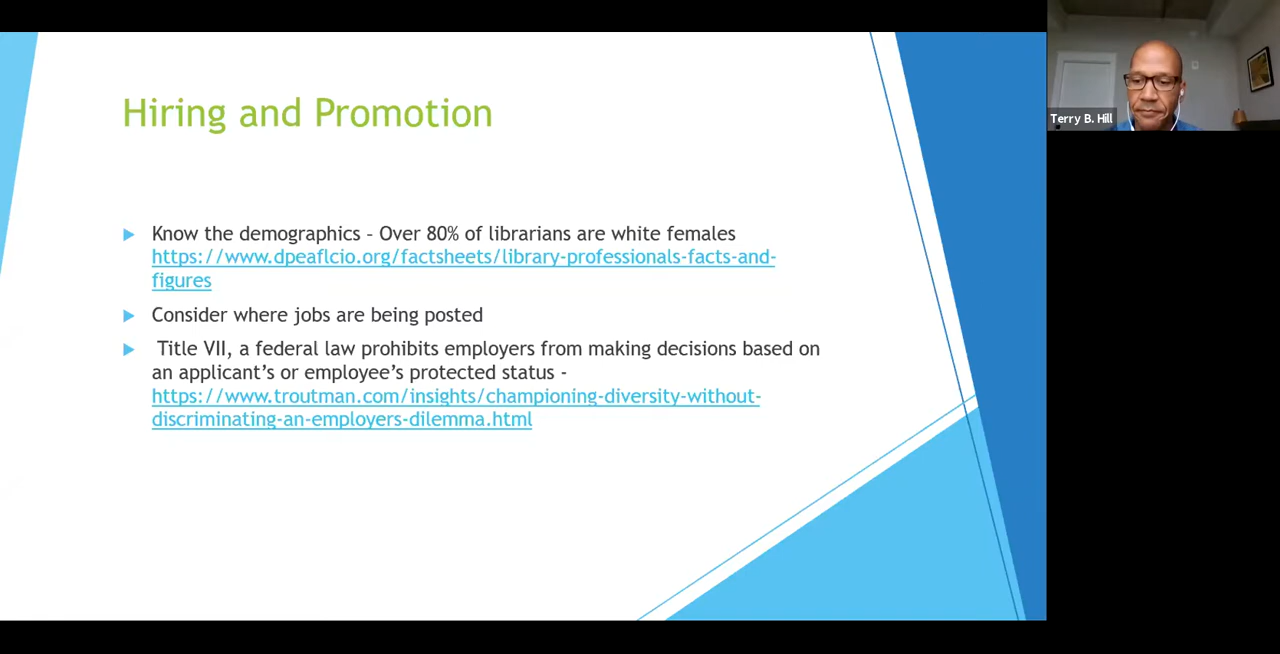 Hiring and Promotion
Know the demographics – Over 80% of librarians are white females
https://www.dpeaflcio.org/factsheets/library-professionals-facts-and-
figures
Consider where jobs are being posted
Title VII, a federal law prohibits employers from making decisions based on
an applicant's or employee's protected status -
https://www.troutman.com/insights/championing-diversity-without-
discriminating-an-employers-dilemma.html
Terry B. Hill